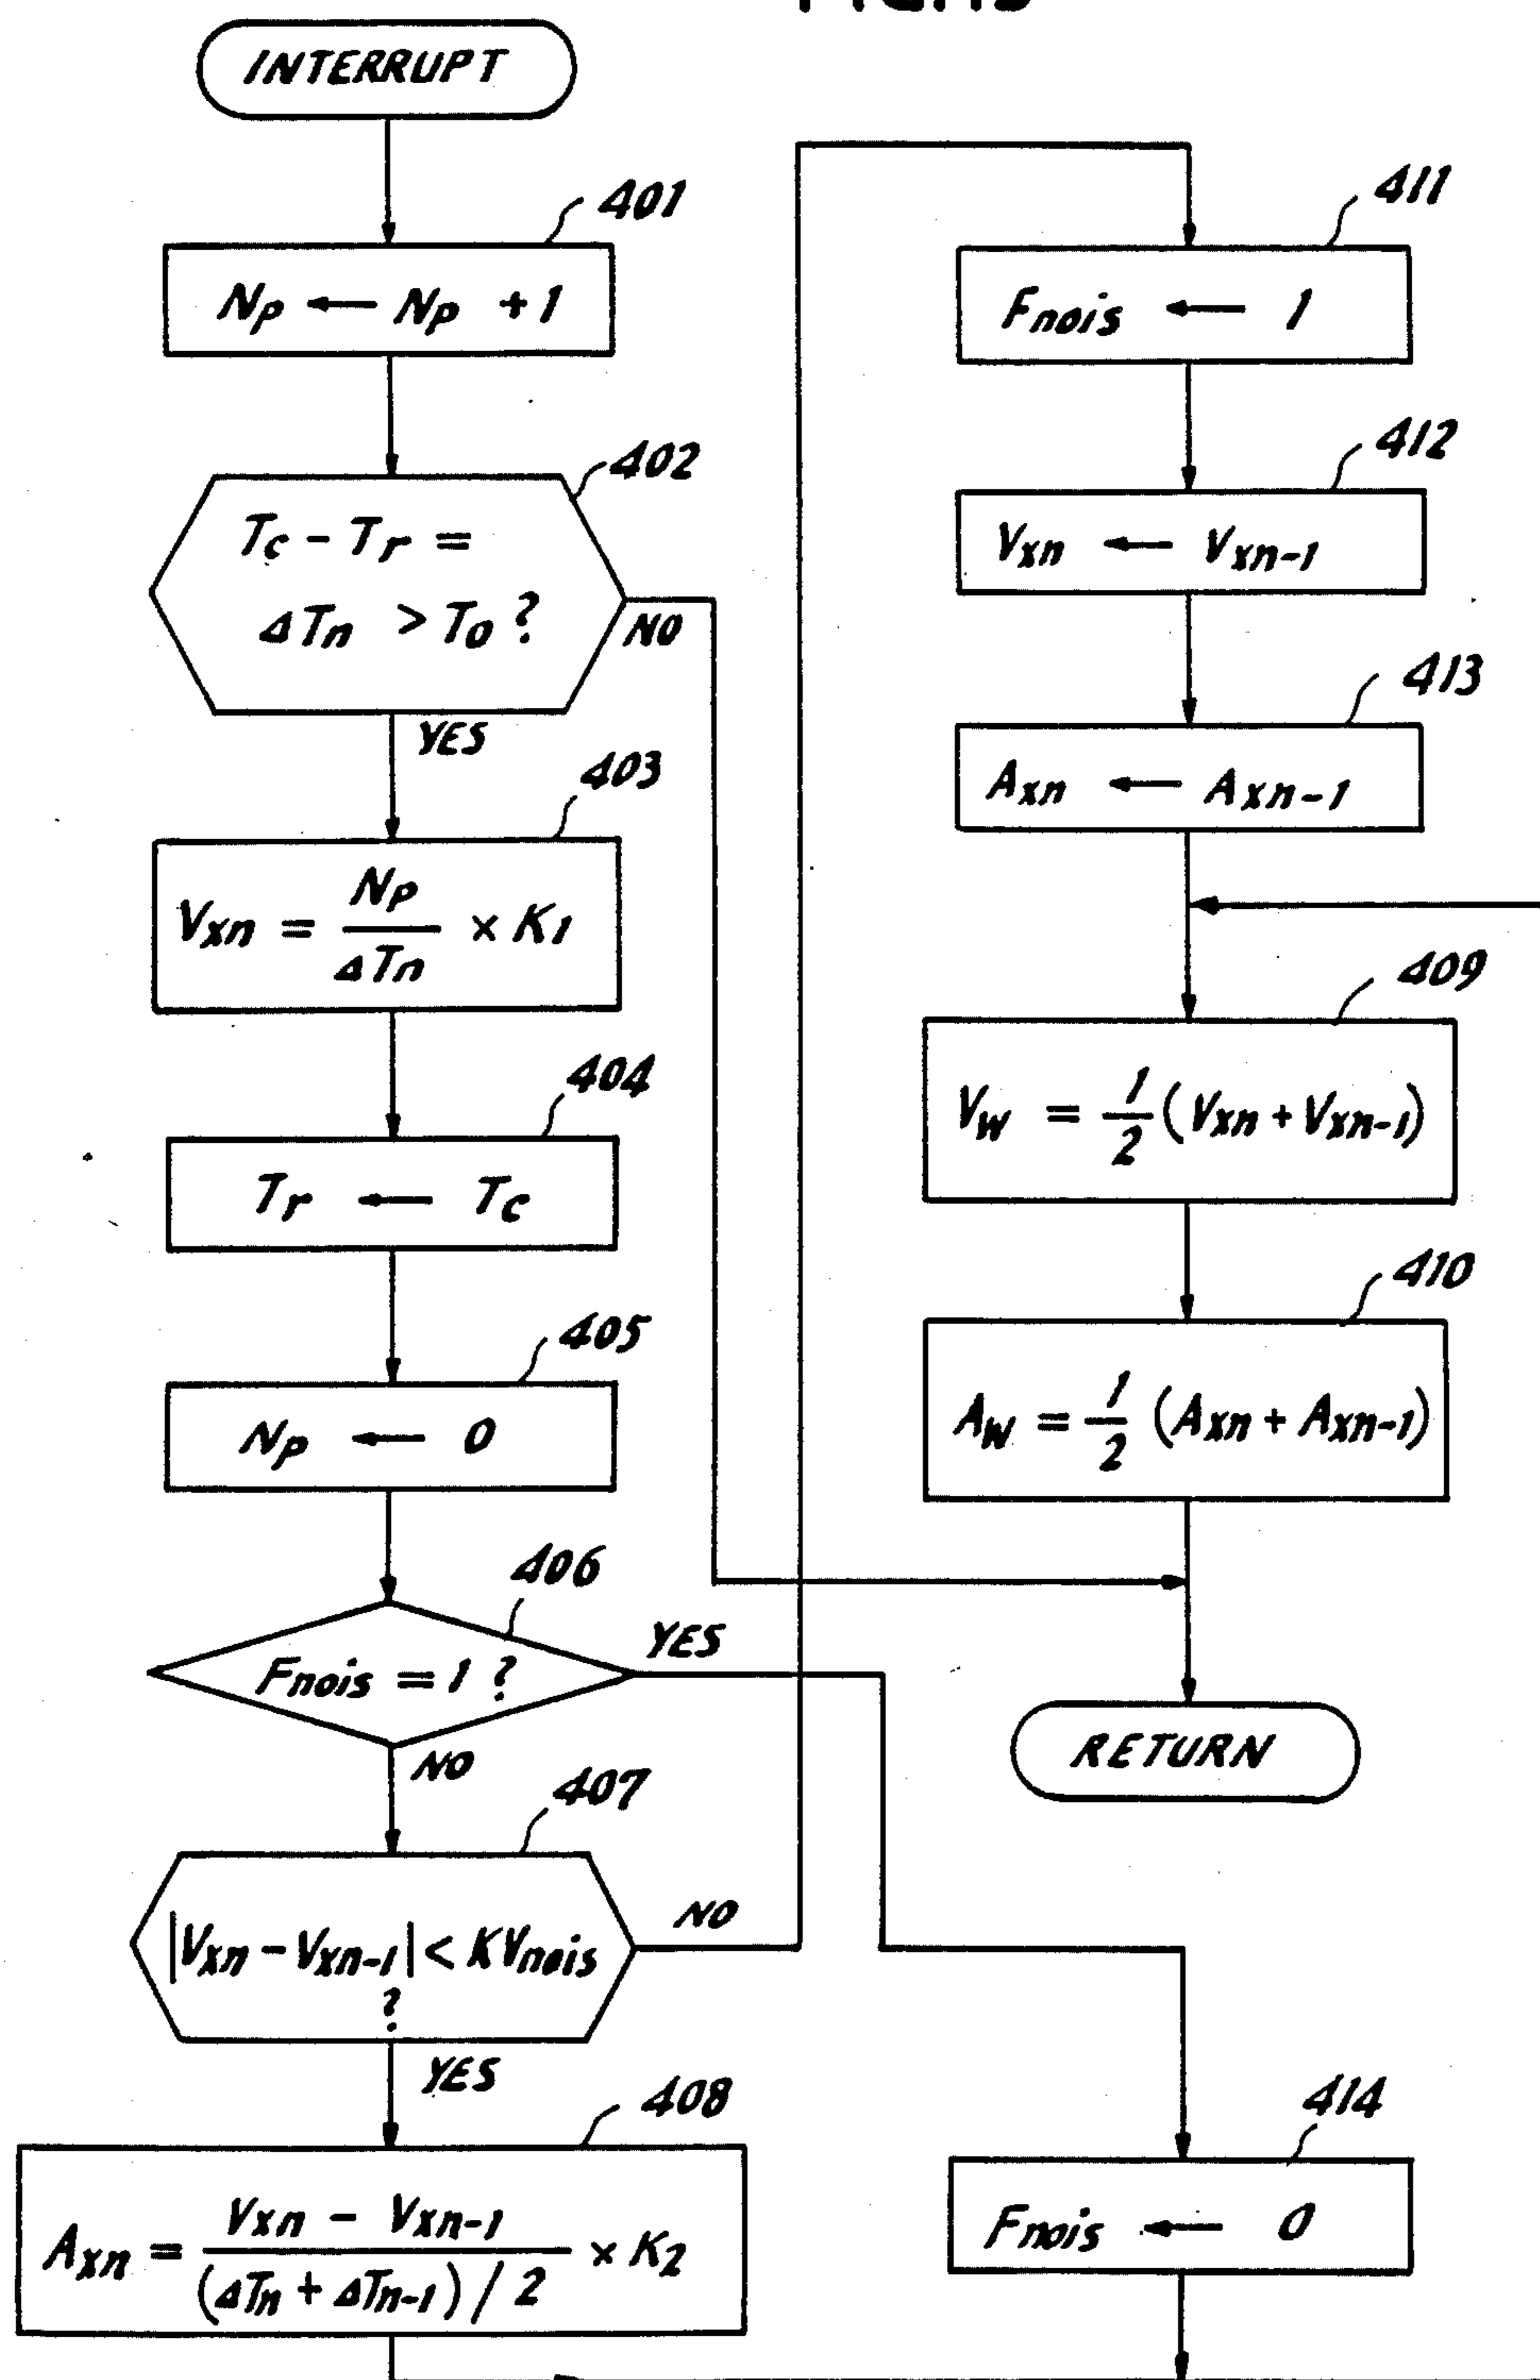 INTERRUPT
401
Np ← Np + 1
402
Tc - Tr =
ΔTn > To ?
NO
YES
403
Vxn = Np / ΔTn × K1
404
Tr ← Tc
405
Np ← 0
406
Fnois = 1 ?
YES
NO
407
|Vxn - Vxn-1| < KVnois
?
NO
YES
408
Axn = Vxn - Vxn-1 / (ΔTn + ΔTn-1) / 2 × K2
411
Fnois ← 1
412
Vxn ← Vxn-1
413
Axn ← Axn-1
409
Vw = 1/2 (Vxn + Vxn-1)
410
Aw = 1/2 (Axn + Axn-1)
RETURN
414
Fnois ← 0